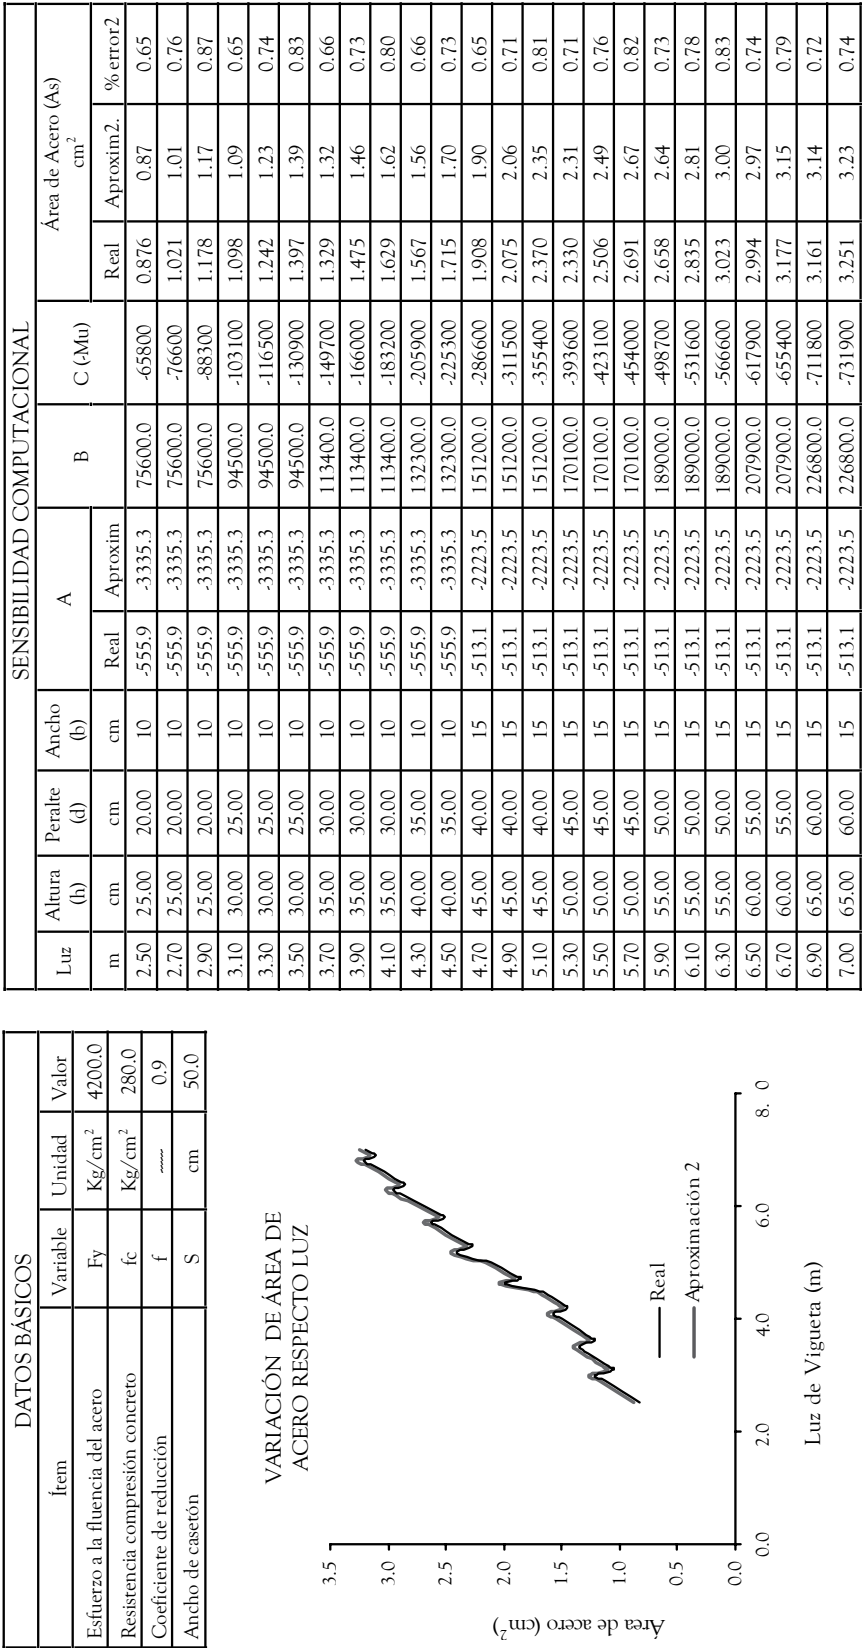 DATOS BÁSICOS
Ítem Variable Unidad Valor
Esfuerzo a la fluencia del acero Fy Kg/cm² 4200.0
Resistencia compresión concreto fc Kg/cm² 280.0
Coeficiente de reducción f ------ 0.9
Ancho de casetón S cm 50.0
VARIACIÓN DE ÁREA DE
ACERO RESPECTO LUZ
Área de acero (cm²)
3.5
3.0
2.5
2.0
1.5
1.0
0.5
0.0
0.0 2.0 4.0 6.0 8. 0
Real
Aproximación 2
Luz de Vigueta (m)
SENSIBILIDAD COMPUTACIONAL
Luz Altura (h) Peralte (d) Ancho (b) A B C (-Mu) Área de Acero (As) cm²
m cm cm cm Real Aproxim Real Aproxim2. % error2
2.50 25.00 20.00 10 -555.9 -3335.3 75600.0 -65800 0.876 0.87 0.65
2.70 25.00 20.00 10 -555.9 -3335.3 75600.0 -76600 1.021 1.01 0.76
2.90 25.00 20.00 10 -555.9 -3335.3 75600.0 -88300 1.178 1.17 0.87
3.10 30.00 25.00 10 -555.9 -3335.3 94500.0 -103100 1.098 1.09 0.65
3.30 30.00 25.00 10 -555.9 -3335.3 94500.0 -116500 1.242 1.23 0.74
3.50 30.00 25.00 10 -555.9 -3335.3 94500.0 -130900 1.397 1.39 0.83
3.70 35.00 30.00 10 -555.9 -3335.3 113400.0 -149700 1.329 1.32 0.66
3.90 35.00 30.00 10 -555.9 -3335.3 113400.0 -166000 1.475 1.46 0.73
4.10 35.00 30.00 10 -555.9 -3335.3 113400.0 -183200 1.629 1.62 0.80
4.30 40.00 35.00 10 -555.9 -3335.3 132300.0 -205900 1.567 1.56 0.66
4.50 40.00 35.00 10 -555.9 -3335.3 132300.0 -225300 1.715 1.70 0.73
4.70 45.00 40.00 15 -513.1 -2223.5 151200.0 -286600 1.908 1.90 0.65
4.90 45.00 40.00 15 -513.1 -2223.5 151200.0 -311500 2.075 2.06 0.71
5.10 45.00 40.00 15 -513.1 -2223.5 151200.0 -355400 2.370 2.35 0.81
5.30 50.00 45.00 15 -513.1 -2223.5 170100.0 -393600 2.330 2.31 0.71
5.50 50.00 45.00 15 -513.1 -2223.5 170100.0 -423100 2.506 2.49 0.76
5.70 50.00 45.00 15 -513.1 -2223.5 170100.0 -454000 2.691 2.67 0.82
5.90 55.00 50.00 15 -513.1 -2223.5 189000.0 -498700 2.658 2.64 0.73
6.10 55.00 50.00 15 -513.1 -2223.5 189000.0 -531600 2.835 2.81 0.78
6.30 55.00 50.00 15 -513.1 -2223.5 189000.0 -566600 3.023 3.00 0.83
6.50 60.00 55.00 15 -513.1 -2223.5 207900.0 -617900 2.994 2.97 0.74
6.70 60.00 55.00 15 -513.1 -2223.5 207900.0 -655400 3.177 3.15 0.79
6.90 65.00 60.00 15 -513.1 -2223.5 226800.0 -711800 3.161 3.14 0.72
7.00 65.00 60.00 15 -513.1 -2223.5 226800.0 -731900 3.251 3.23 0.74